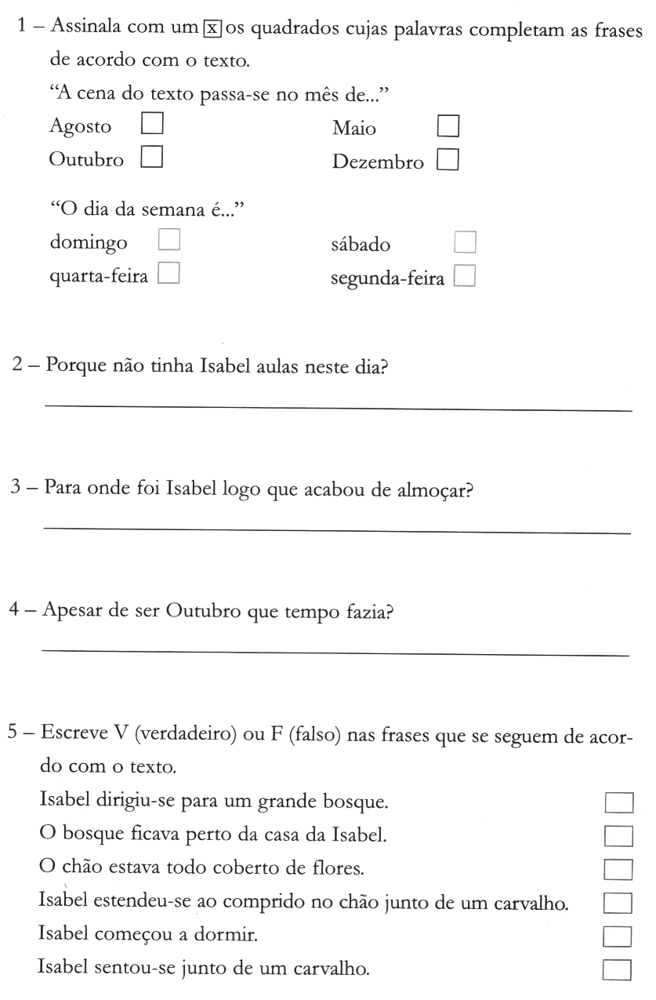 1 – Assinala com um x os quadrados cujas palavras completam as frases
de acordo com o texto.
“A cena do texto passa-se no mês de...”
Agosto Maio
Outubro Dezembro
“O dia da semana é...”
domingo sábado
quarta-feira segunda-feira
2 – Porque não tinha Isabel aulas neste dia?
3 – Para onde foi Isabel logo que acabou de almoçar?
4 – Apesar de ser Outubro que tempo fazia?
5 – Escreve V (verdadeiro) ou F (falso) nas frases que se seguem de acor-
do com o texto.
Isabel dirigiu-se para um grande bosque.
O bosque ficava perto da casa da Isabel.
O chão estava todo coberto de flores.
Isabel estendeu-se ao comprido no chão junto de um carvalho.
Isabel começou a dormir.
Isabel sentou-se junto de um carvalho.